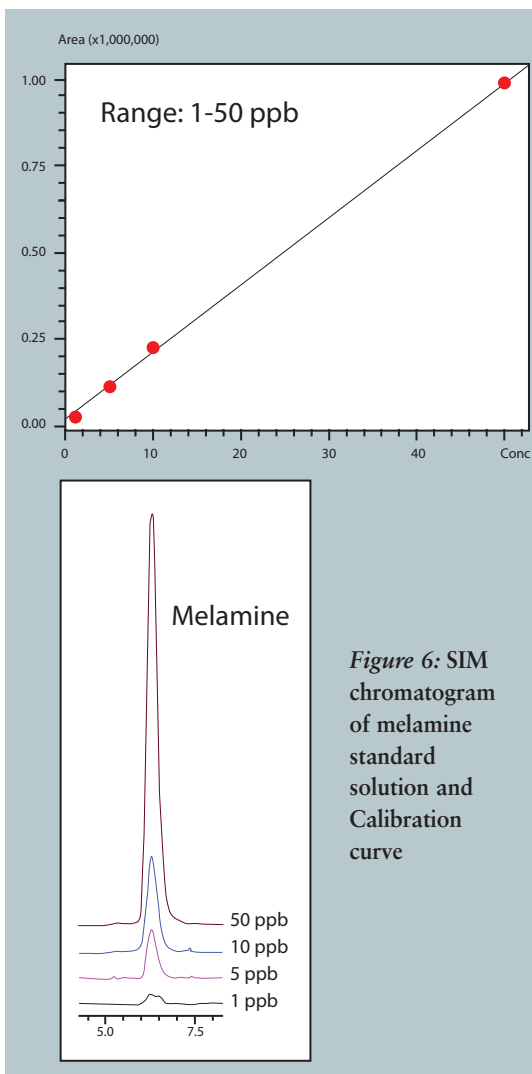 Area (x1,000,000)
1.00
Range: 1-50 ppb
0.75
0.50
0.25
0.00
0 10 20 30 40 Conc
Melamine
50 ppb
10 ppb
5 ppb
1 ppb
5.0 7.5
Figure 6: SIM
chromatogram
of melamine
standard
solution and
Calibration
curve